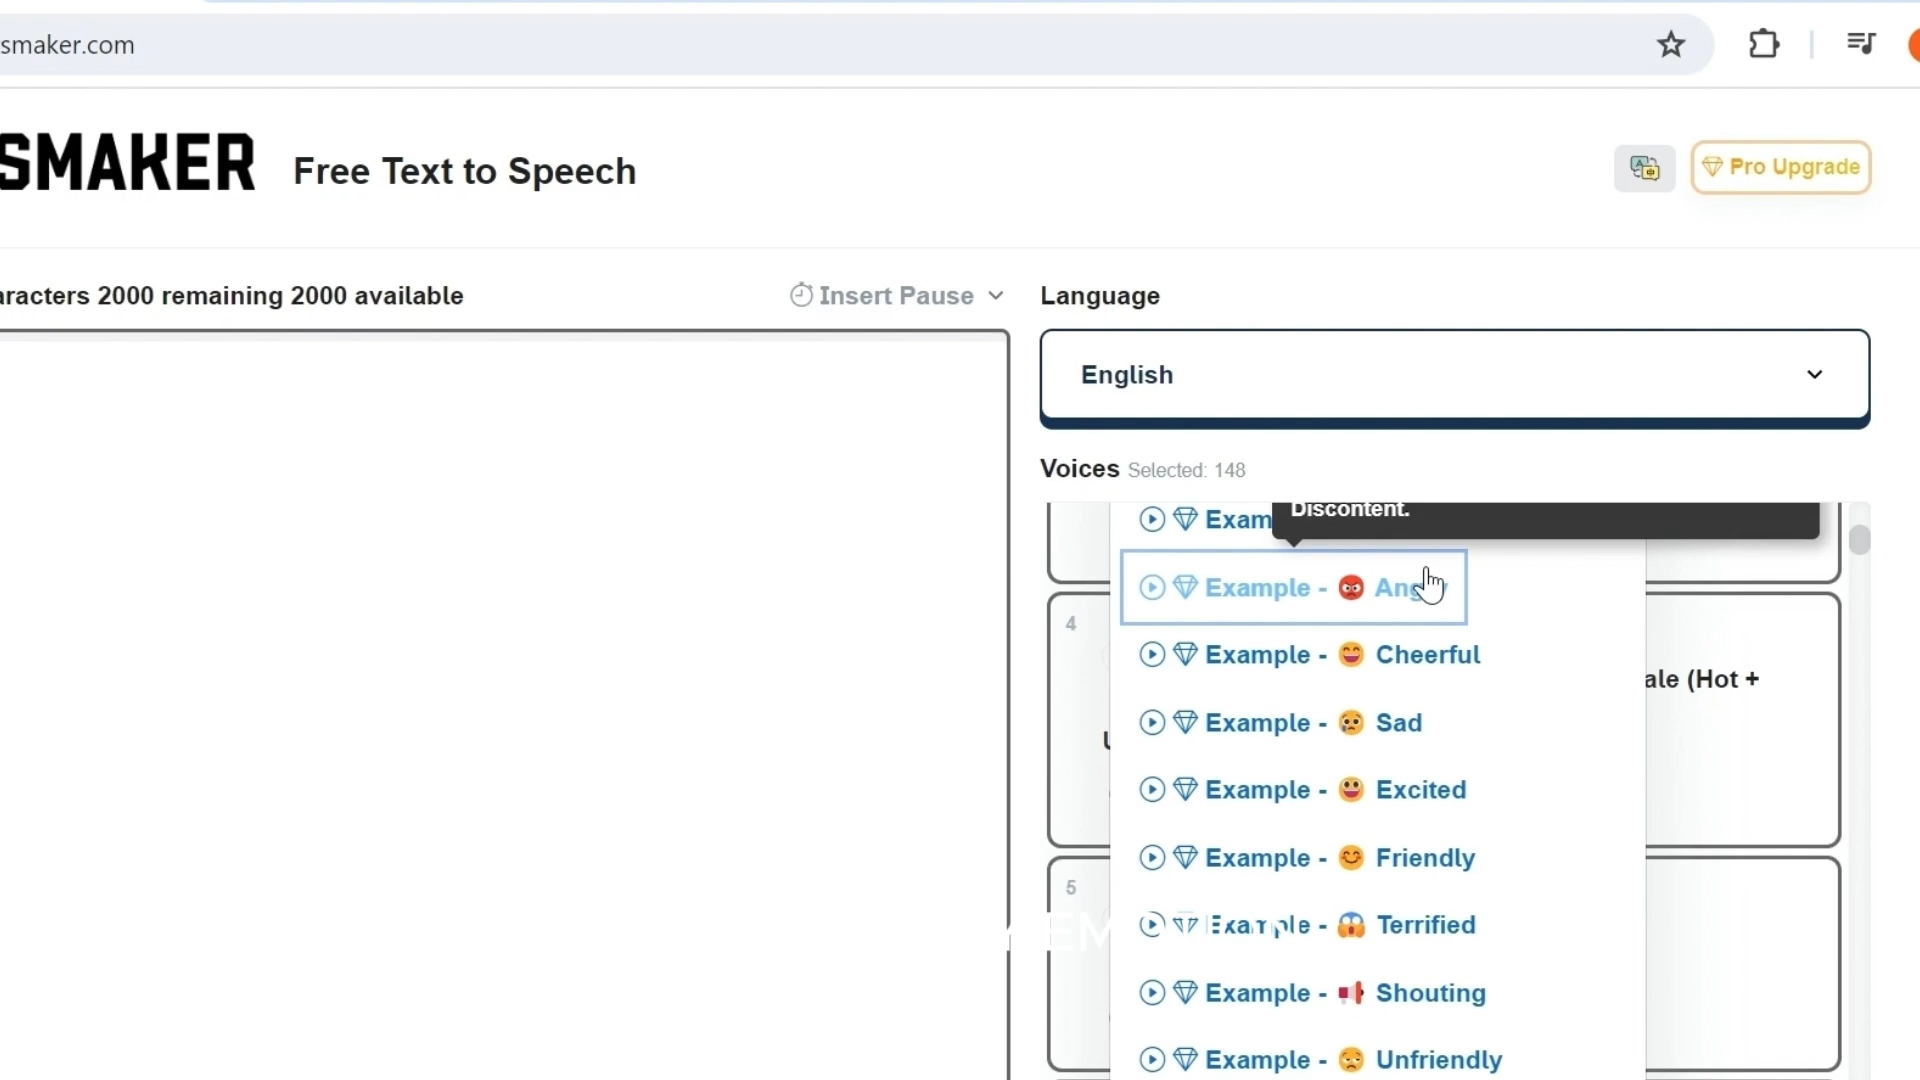 smaker.com
SMAKER Free Text to Speech
Pro Upgrade
aracters 2000 remaining 2000 available
Insert Pause
Language
English
Voices Selected: 148
Discontent.
Exam
Example - 😡 Angry
4
Example - 😄 Cheerful
ale (Hot +
Example - 😢 Sad
Example - 😀 Excited
Example - 😊 Friendly
5
Example - 😱 Terrified
Example - 📢 Shouting
Example - 😒 Unfriendly